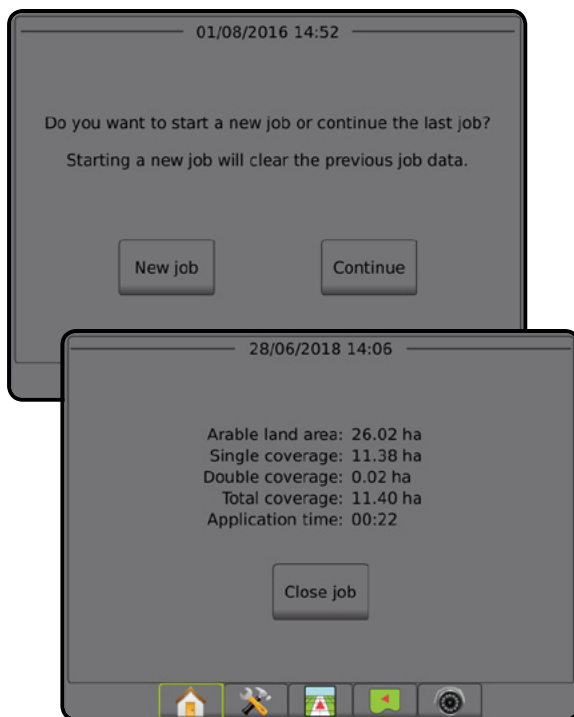 01/08/2016 14:52
Do you want to start a new job or continue the last job?
Starting a new job will clear the previous job data.
New job
Continue
28/06/2018 14:06
Arable land area: 26.02 ha
Single coverage: 11.38 ha
Double coverage: 0.02 ha
Total coverage: 11.40 ha
Application time: 00:22
Close job